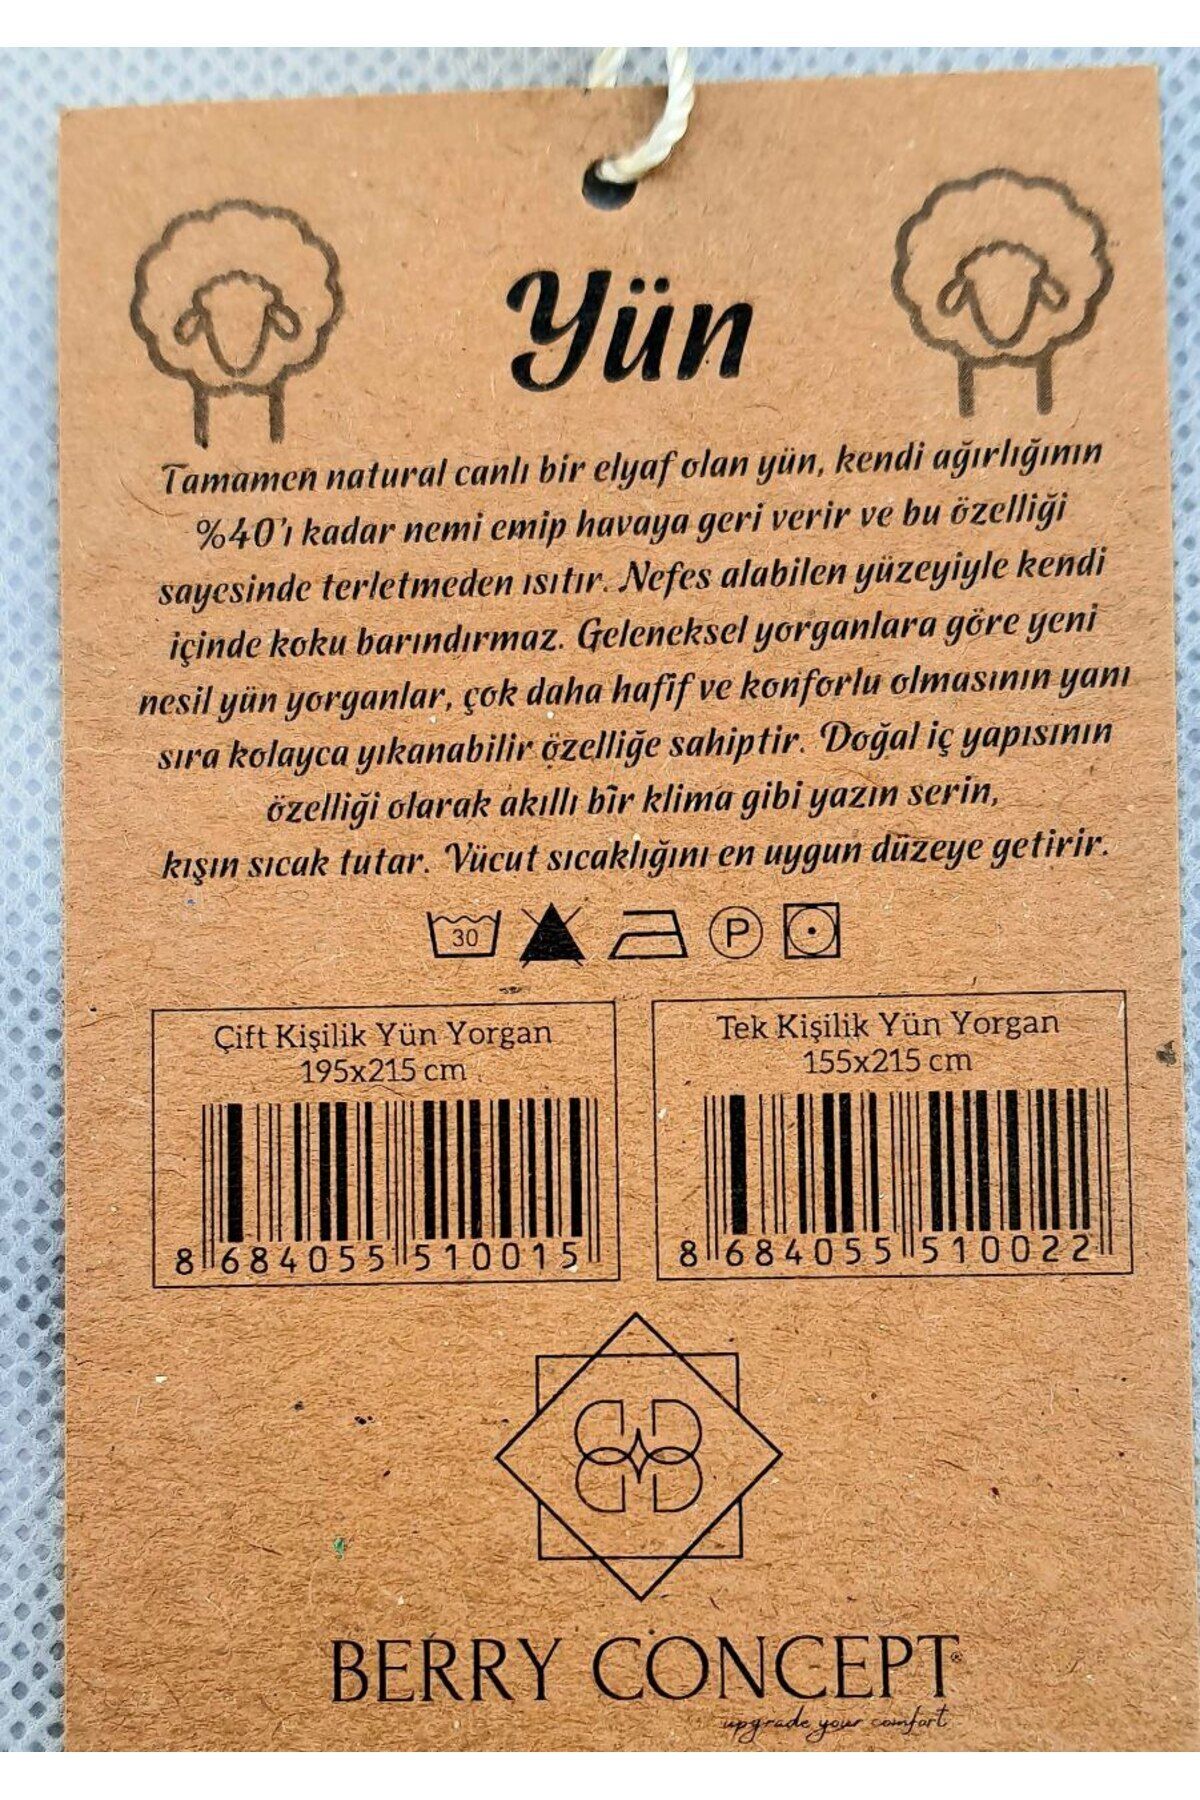 Yün
Tamamen natural canlı bir elyaf olan yün, kendi ağırlığının
%40'ı kadar nemi emip havaya geri verir ve bu özelliği
sayesinde terletmeden ısıtır. Nefes alabilen yüzeyiyle kendi
içinde koku barındırmaz. Geleneksel yorganlara göre yeni
nesil yün yorganlar, çok daha hafif ve konforlu olmasının yanı
sıra kolayca yıkanabilir özelliğe sahiptir. Doğal iç yapısının
özelliği olarak akıllı bir klima gibi yazın serin,
kışın sıcak tutar. Vücut sıcaklığını en uygun düzeye getirir.
30 P
Çift Kişilik Yün Yorgan
195x215 cm
8 684055 510015
Tek Kişilik Yün Yorgan
155x215 cm
8 684055 510022
BERRY CONCEPT®
upgrade your comfort